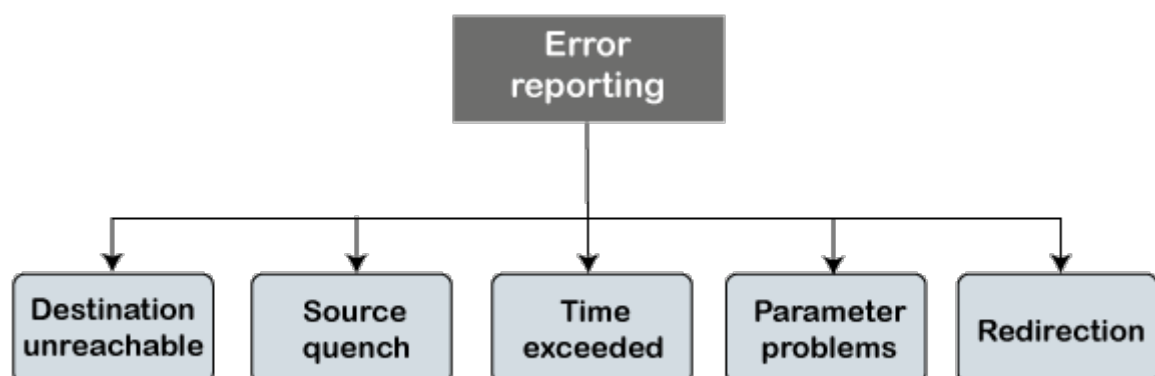 Error
reporting
Destination
unreachable
Source
quench
Time
exceeded
Parameter
problems
Redirection